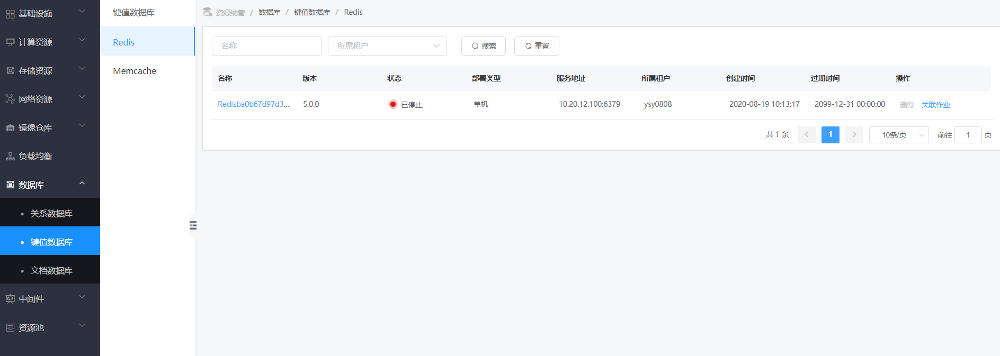 基础设施
计算资源
存储资源
网络资源
镜像仓库
负载均衡
数据库
关系数据库
键值数据库
文档数据库
中间件
资源池
键值数据库
Redis
Memcache
资源纳管 / 数据库 / 键值数据库 / Redis
名称 所属租户 搜索 重置
名称 版本 状态 部署类型 服务地址 所属租户 创建时间 过期时间 操作
Redisba0b67d97d3... 5.0.0 已停止 单机 10.20.12.100:6379 ysy0808 2020-08-19 10:13:17 2099-12-31 00:00:00 删除 关联作业
共 1 条 1 10条/页 前往 1 页